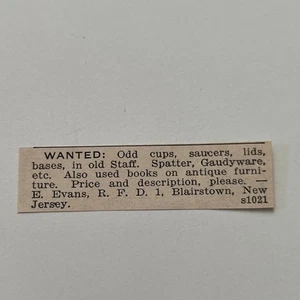 WANTED: Odd cups, saucers, lids,
bases, in old Staff. Spatter, Gaudyware,
etc. Also used books on antique furni-
ture. Price and description, please. —
E. Evans, R. F. D. 1, Blairstown, New
Jersey. s1021